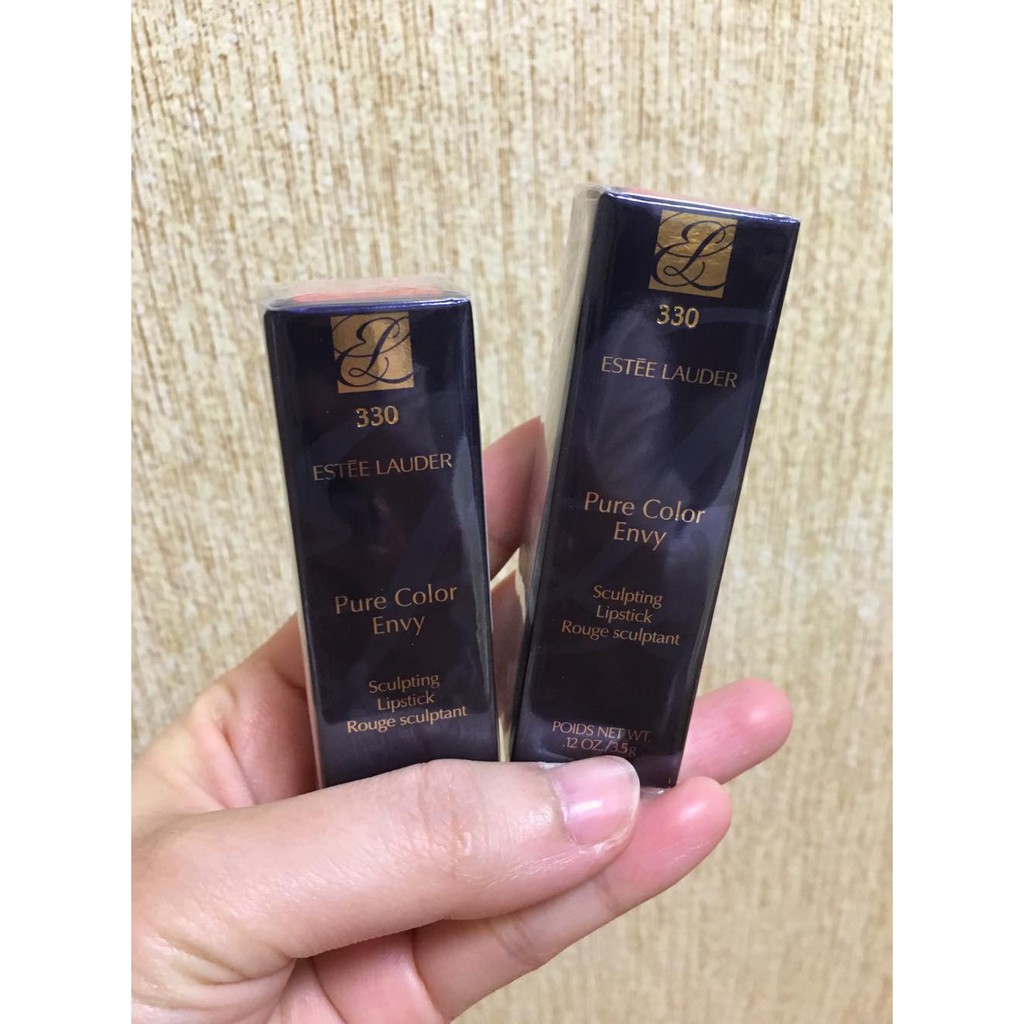 330
ESTĒE LAUDER
Pure Color
Envy
Sculpting
Lipstick
Rouge sculptant
330
ESTĒE LAUDER
Pure Color
Envy
Sculpting
Lipstick
Rouge sculptant
POIDS NET WT.
.12 OZ./3.5g